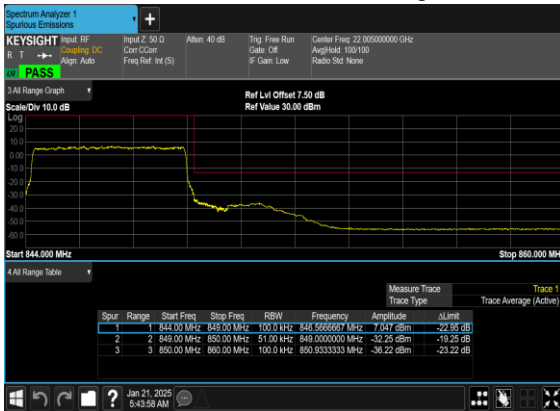 Spectrum Analyzer 1
Spurious Emissions
KEYSIGHT Input: RF Input Z: 50 Ω Atten: 40 dB Trig: Free Run Center Freq: 22.005000000 GHz
R T Coupling: DC Corr CCorr Gate: Off Avg|Hold: 100/100
Align: Auto Freq Ref: Int (S) IF Gain: Low Radio Std: None
LN PASS
3 All Range Graph
Ref Lvl Offset 7.50 dB
Scale/Div 10.0 dB Ref Value 30.00 dBm
Log
20.0
10.0
0.00
-10.0
-20.0
-30.0
-40.0
-50.0
-60.0
Start 844.000 MHz Stop 860.000 MH
4 All Range Table
Measure Trace Trace 1
Trace Type Trace Average (Active)
Spur Range Start Freq Stop Freq RBW Frequency Amplitude ΔLimit
1 1 844.00 MHz 849.00 MHz 100.0 kHz 846.5666667 MHz 7.047 dBm -22.95 dB
2 2 849.00 MHz 850.00 MHz 51.00 kHz 849.0000000 MHz -32.25 dBm -19.25 dB
3 3 850.00 MHz 860.00 MHz 100.0 kHz 850.9333333 MHz -36.22 dBm -23.22 dB
Jan 21, 2025
5:43:58 AM